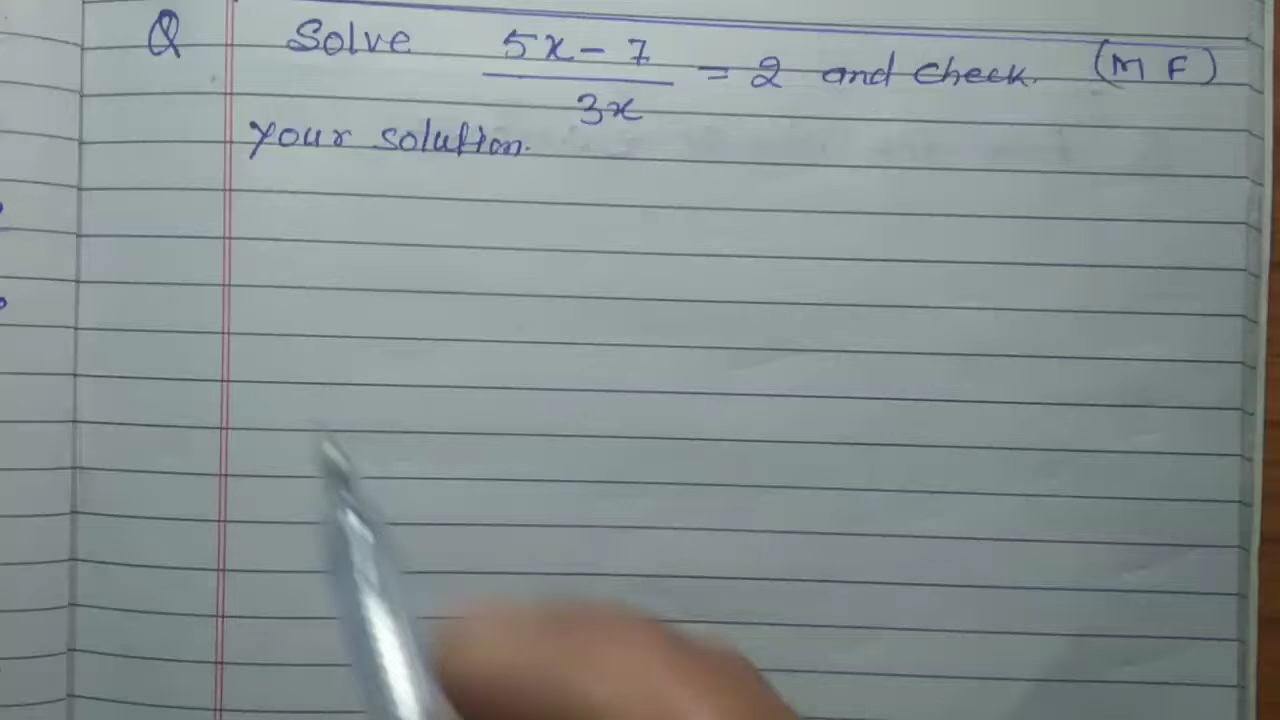 Q Solve 5x - 7 / 3x = 2 and check. (M F)
your solution.